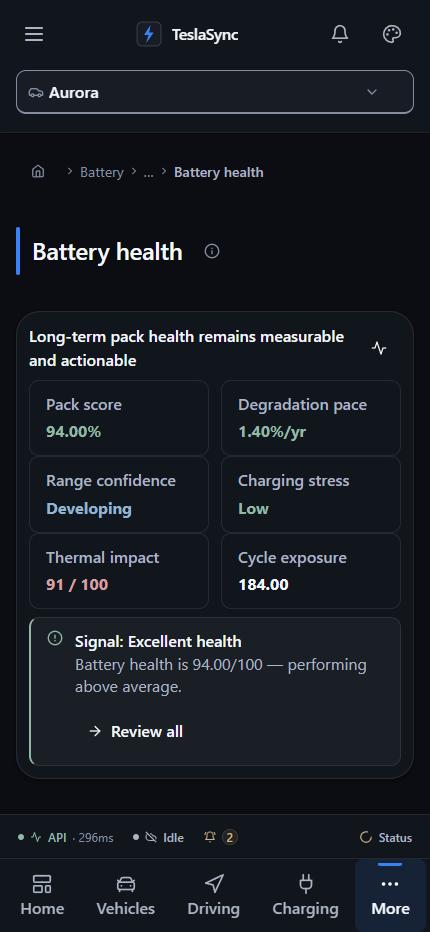 TeslaSync
Aurora
Battery
...
Battery health
Battery health
Long-term pack health remains measurable
and actionable
Pack score
94.00%
Degradation pace
1.40%/yr
Range confidence
Developing
Charging stress
Low
Thermal impact
91 / 100
Cycle exposure
184.00
Signal: Excellent health
Battery health is 94.00/100 — performing
above average.
Review all
API · 296ms
Idle
2
Status
Home
Vehicles
Driving
Charging
More